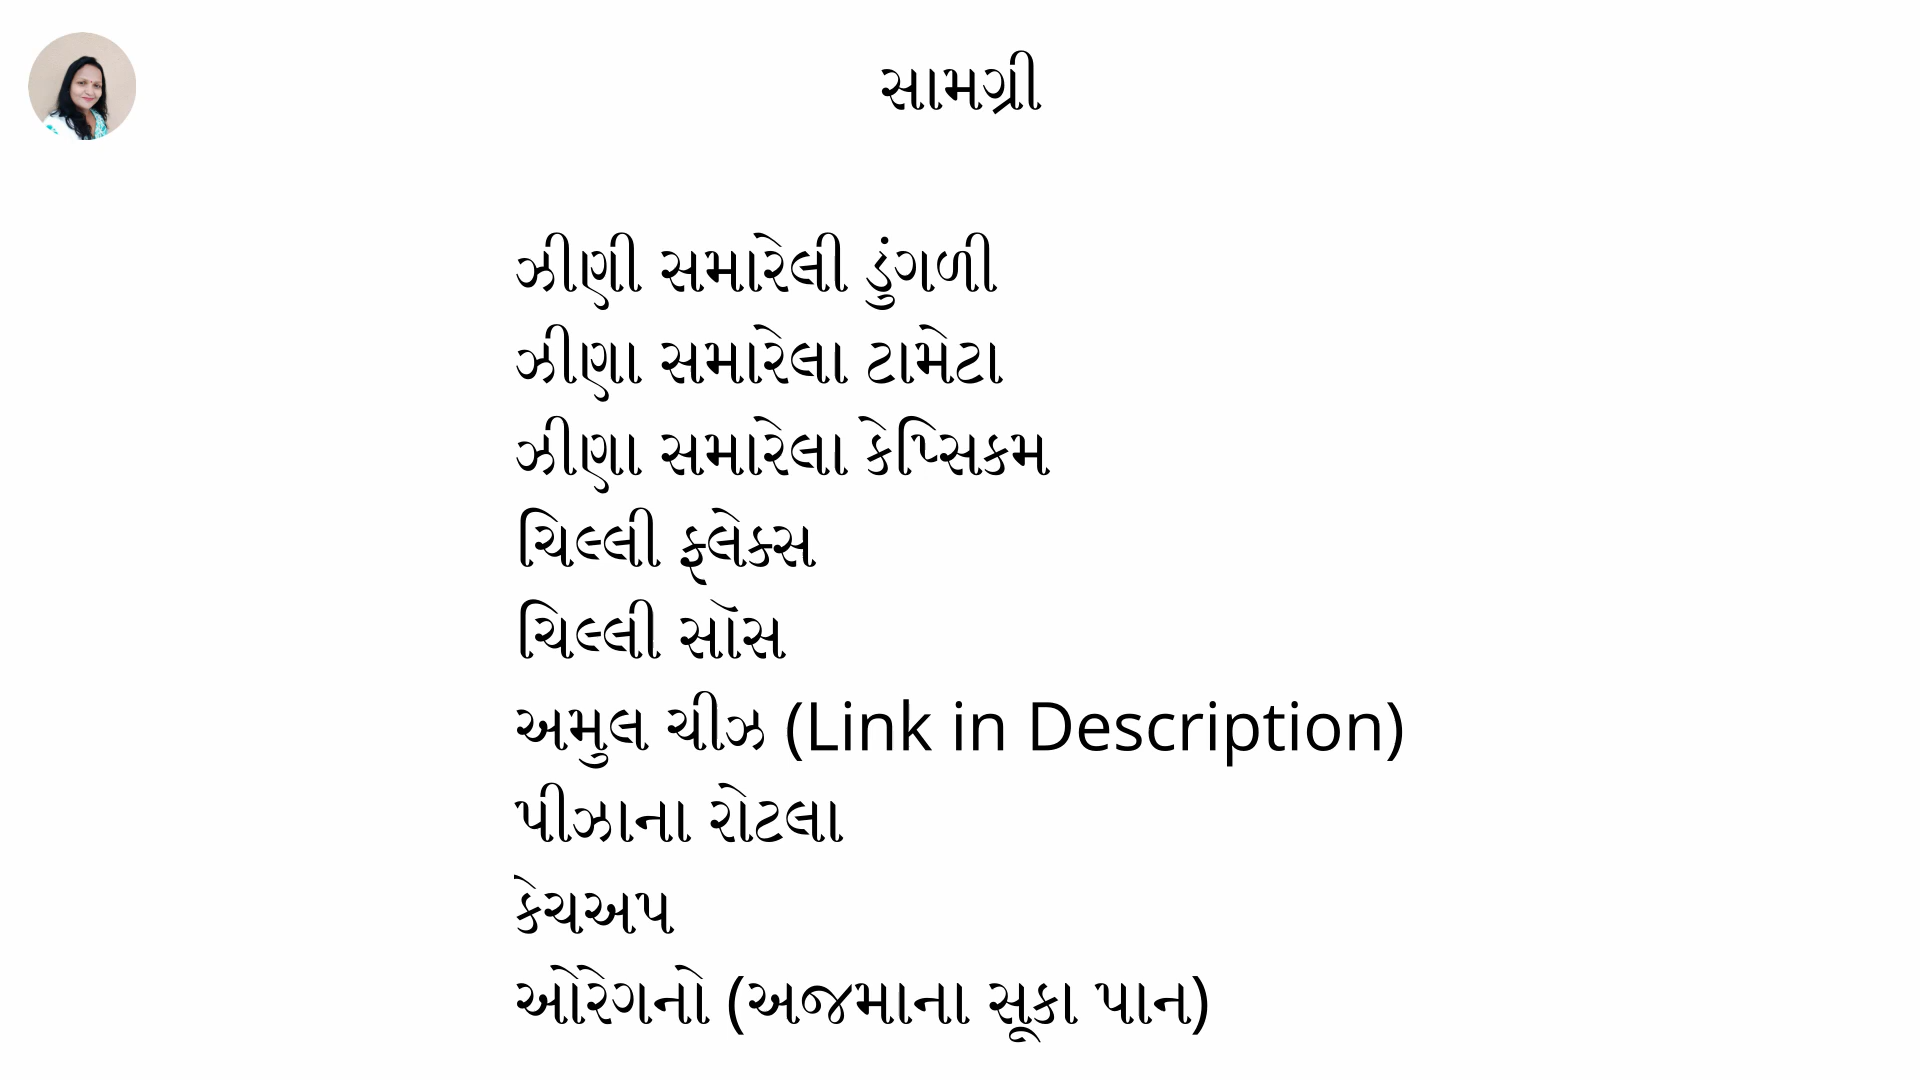 સામગ્રી
ઝીણી સમારેલી ડુંગળી
ઝીણા સમારેલા ટામેટા
ઝીણા સમારેલા કેપ્સિકમ
ચિલ્લી ફ્લેક્સ
ચિલ્લી સૉસ
અમુલ ચીઝ (Link in Description)
પીઝાના રોટલા
કેચઅપ
ઓરેગનો (અજમાના સૂકા પાન)